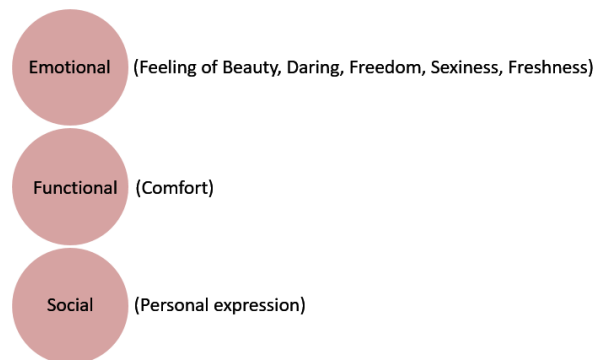 Emotional (Feeling of Beauty, Daring, Freedom, Sexiness, Freshness)
Functional (Comfort)
Social (Personal expression)